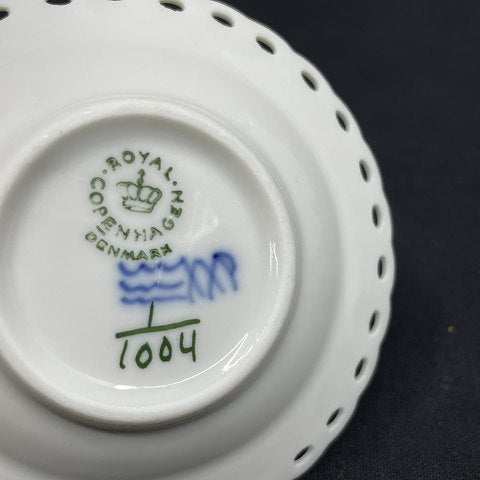 ROYAL
COPENHAGEN
DENMARK
1
1004